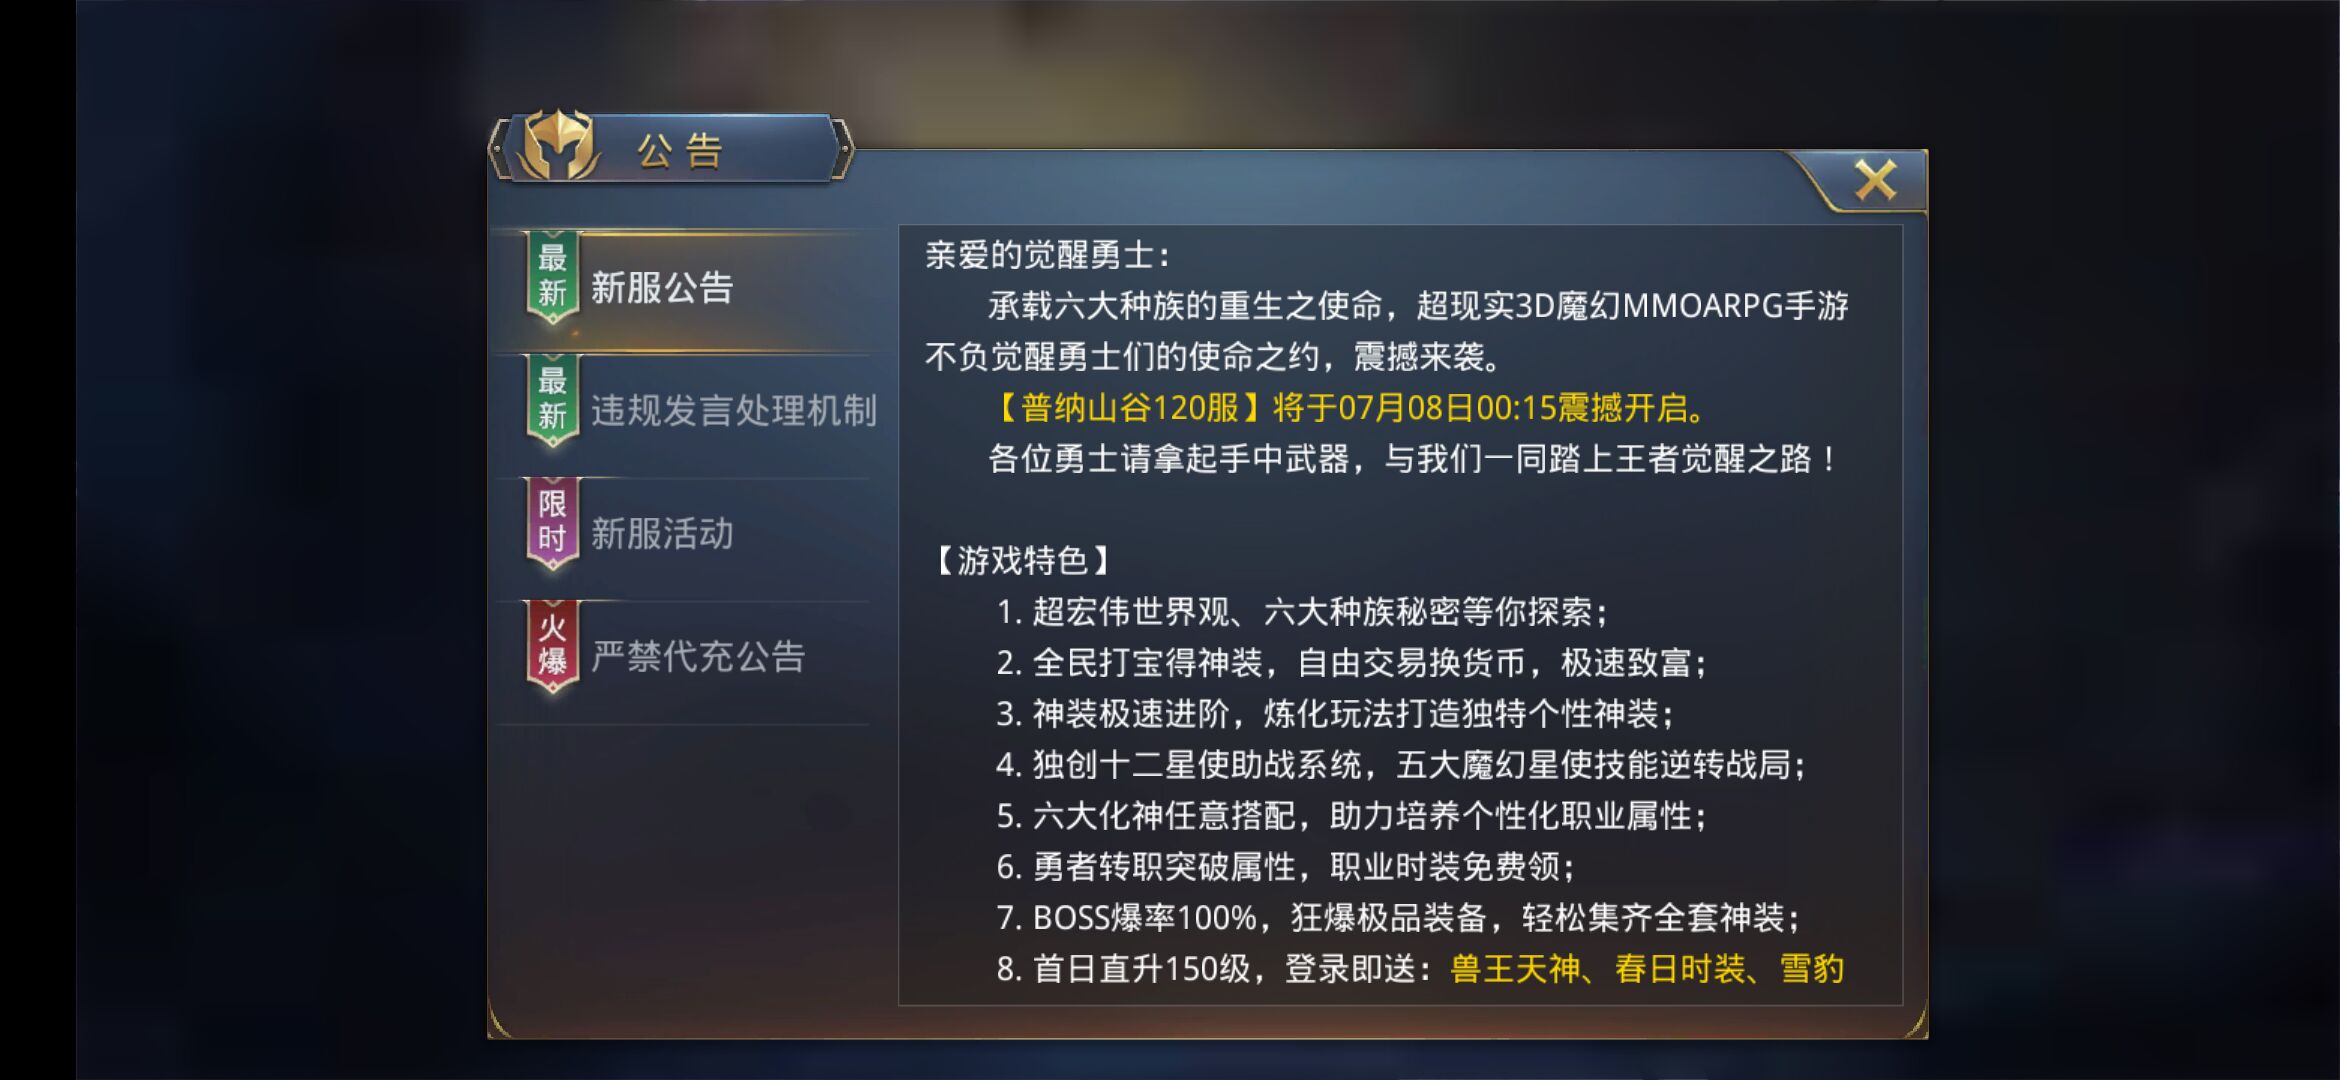 公告
最新
新服公告
最新
违规发言处理机制
限时
新服活动
火爆
严禁代充公告
亲爱的觉醒勇士：
承载六大种族的重生之使命，超现实3D魔幻MMOARPG手游
不负觉醒勇士们的使命之约，震撼来袭。
【普纳山谷120服】将于07月08日00:15震撼开启。
各位勇士请拿起手中武器，与我们一同踏上王者觉醒之路！
【游戏特色】
1. 超宏伟世界观、六大种族秘密等你探索；
2. 全民打宝得神装，自由交易换货币，极速致富；
3. 神装极速进阶，炼化玩法打造独特个性神装；
4. 独创十二星使助战系统，五大魔幻星使技能逆转战局；
5. 六大化神任意搭配，助力培养个性化职业属性；
6. 勇者转职突破属性，职业时装免费领；
7. BOSS爆率100%，狂爆极品装备，轻松集齐全套神装；
8. 首日直升150级，登录即送：兽王天神、春日时装、雪豹